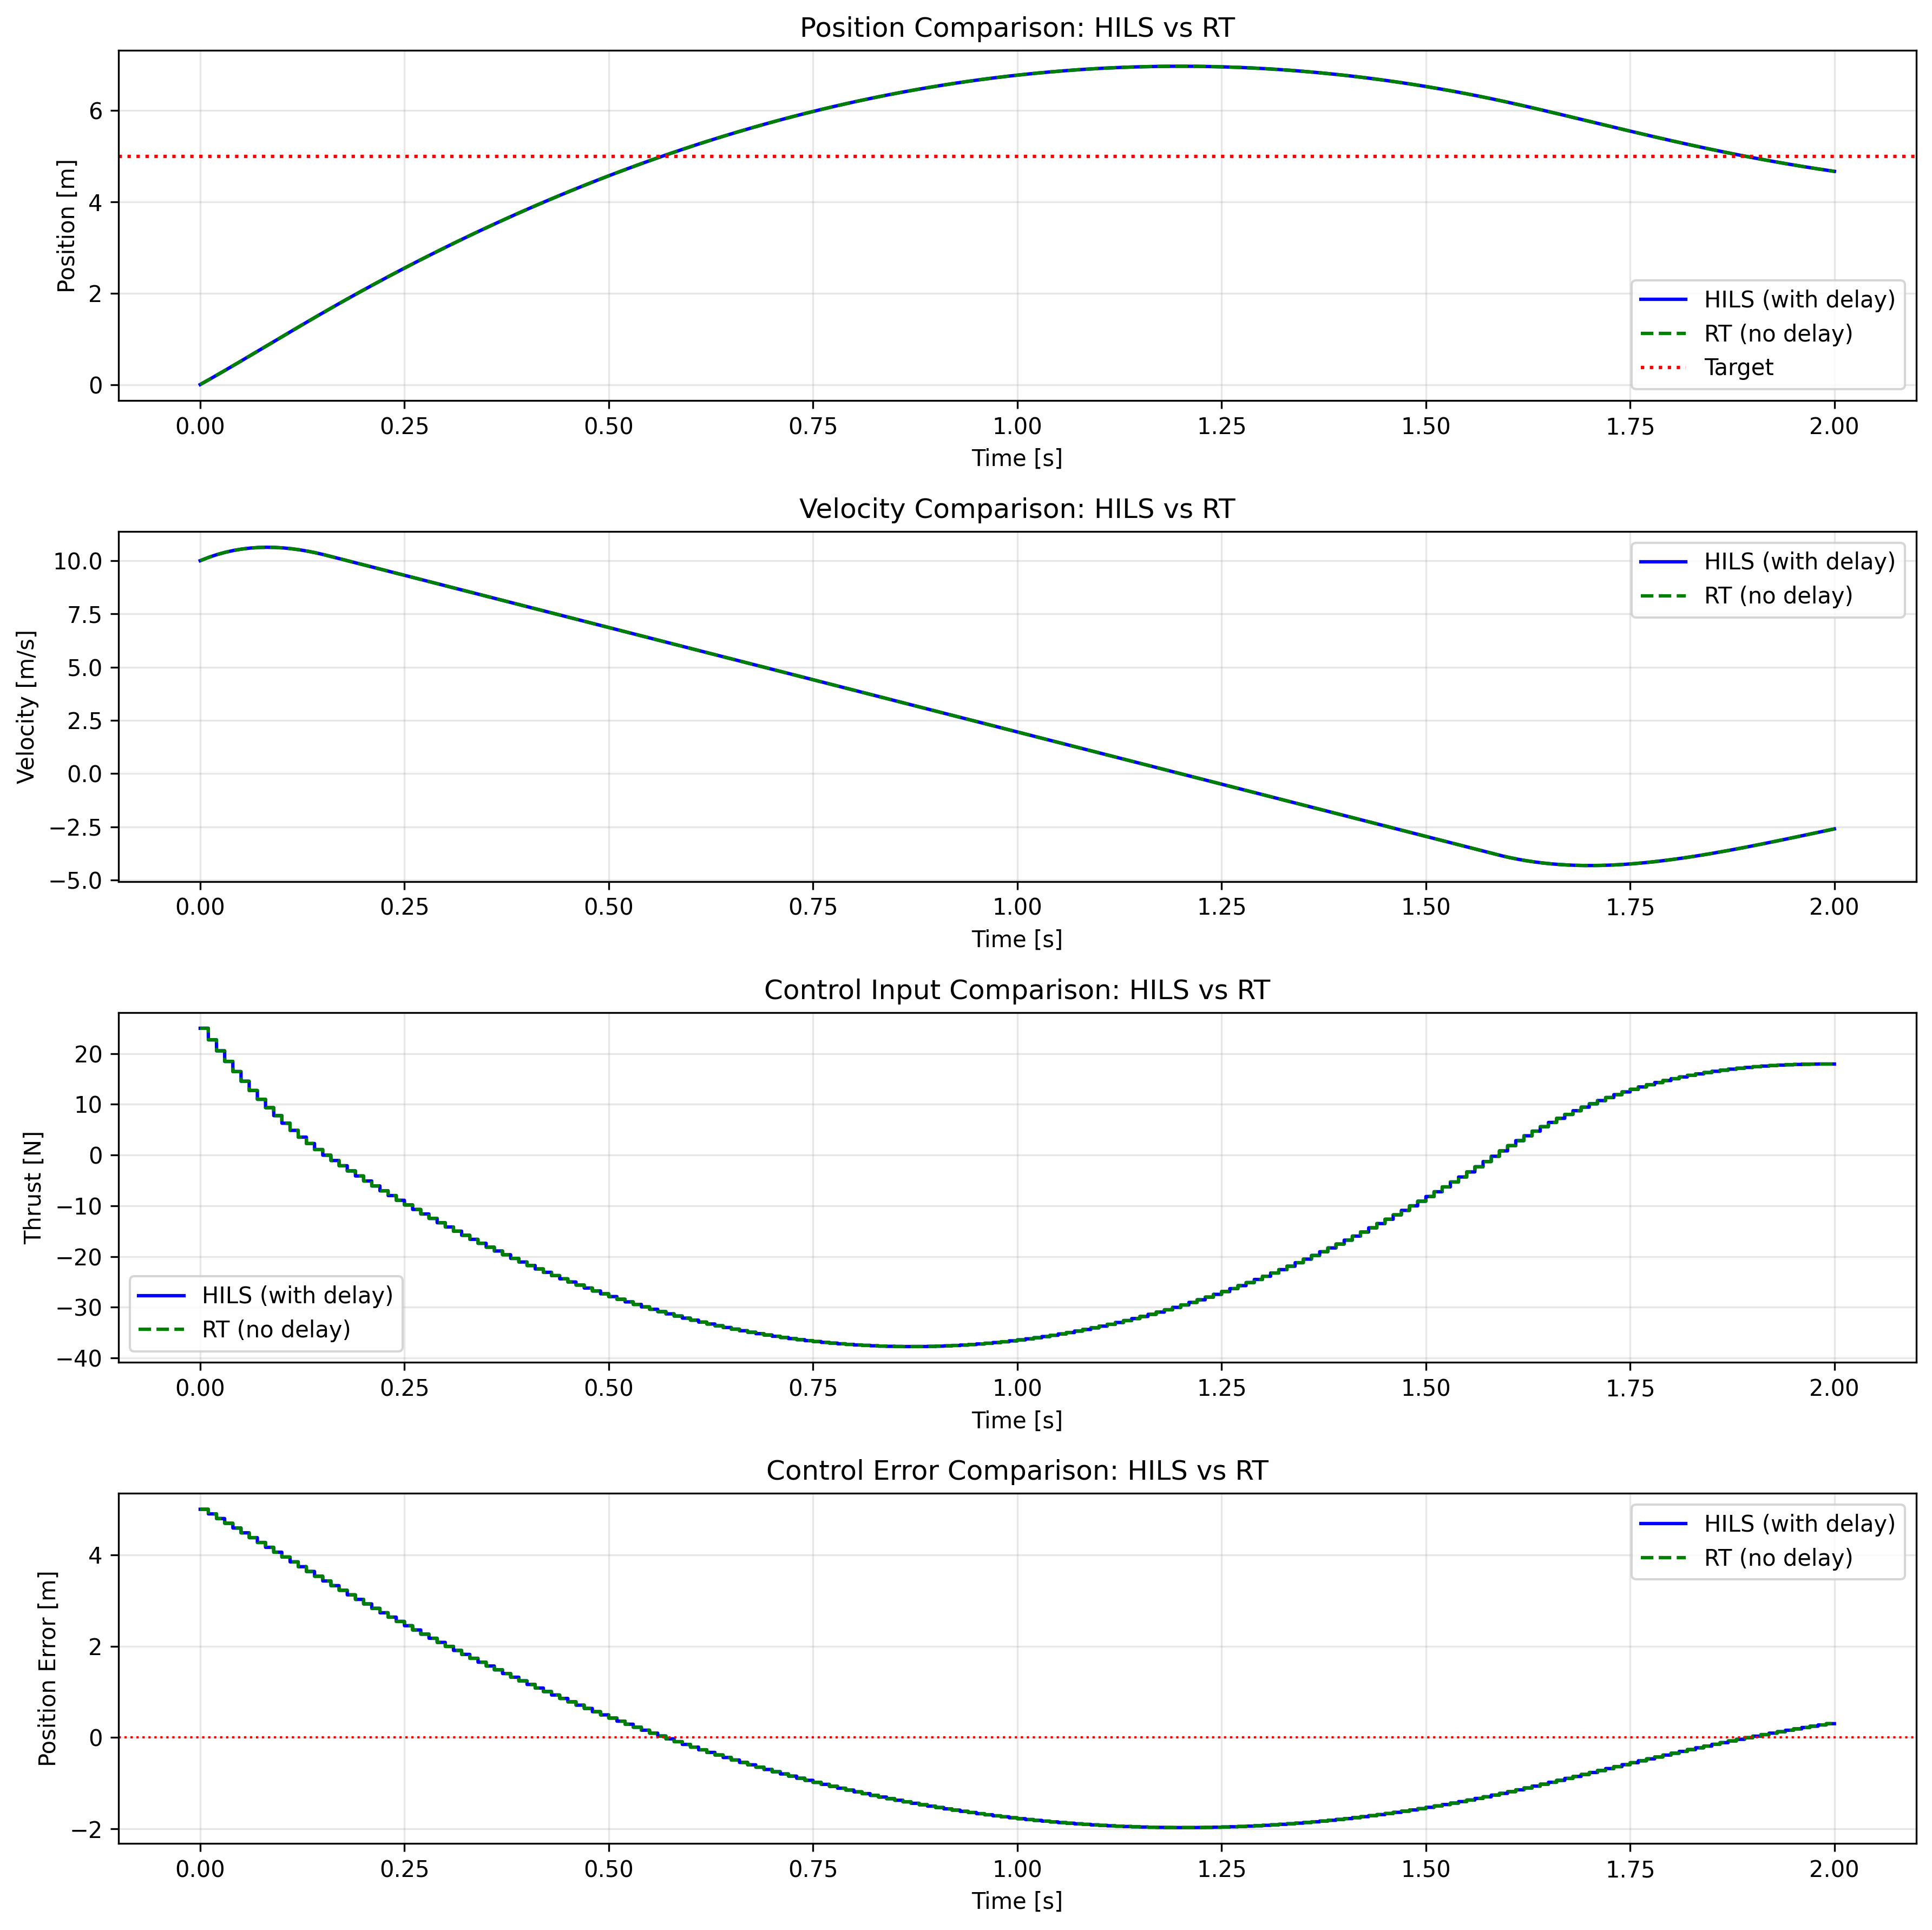 Position Comparison: HILS vs RT
Position [m]
6
4
2
0
HILS (with delay)
RT (no delay)
Target
0.00 0.25 0.50 0.75 1.00 1.25 1.50 1.75 2.00
Time [s]
Velocity Comparison: HILS vs RT
Velocity [m/s]
10.0
7.5
5.0
2.5
0.0
−2.5
−5.0
HILS (with delay)
RT (no delay)
0.00 0.25 0.50 0.75 1.00 1.25 1.50 1.75 2.00
Time [s]
Control Input Comparison: HILS vs RT
Thrust [N]
20
10
0
−10
−20
−30
−40
HILS (with delay)
RT (no delay)
0.00 0.25 0.50 0.75 1.00 1.25 1.50 1.75 2.00
Time [s]
Control Error Comparison: HILS vs RT
Position Error [m]
4
2
0
−2
HILS (with delay)
RT (no delay)
0.00 0.25 0.50 0.75 1.00 1.25 1.50 1.75 2.00
Time [s]